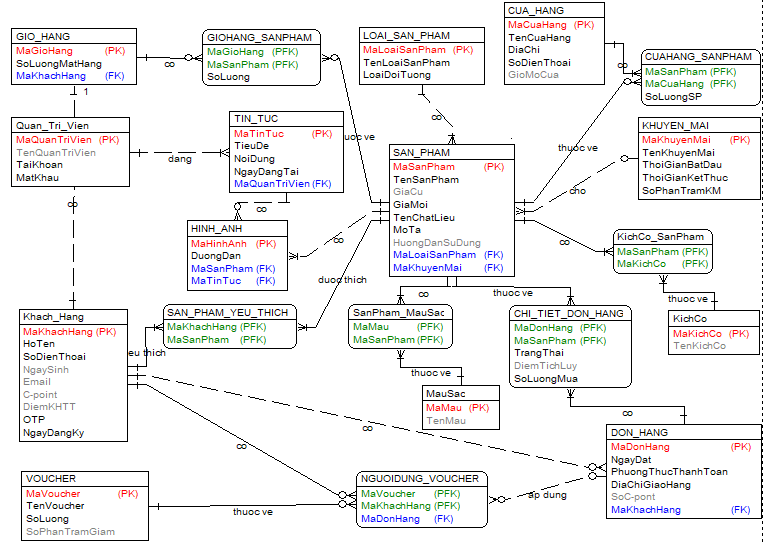 GIO_HANG
MaGioHang (PK)
SoLuongMatHang
MaKhachHang (FK)
GIOHANG_SANPHAM
MaGioHang (PFK)
MaSanPham (PFK)
SoLuong
LOAI_SAN_PHAM
MaLoaiSanPham (PK)
TenLoaiSanPham
LoaiDoiTuong
CUA_HANG
MaCuaHang (PK)
TenCuaHang
DiaChi
SoDienThoai
GioMoCua
CUAHANG_SANPHAM
MaSanPham (PFK)
MaCuaHang (PFK)
SoLuongSP
∞
∞
∞
1
Quan_Tri_Vien
MaQuanTriVien (PK)
TenQuanTriVien
TaiKhoan
MatKhau
dang
TIN_TUC
MaTinTuc (PK)
TieuDe
NoiDung
NgayDangTai
MaQuanTriVien (FK)
uoc ve
∞
SAN_PHAM
MaSanPham (PK)
TenSanPham
GiaCu
GiaMoi
TenChatLieu
MoTa
HuongDanSuDung
MaLoaiSanPham (FK)
MaKhuyenMai (FK)
thuoc ve
cho
KHUYEN_MAI
MaKhuyenMai (PK)
TenKhuyenMai
ThoiGianBatDau
ThoiGianKetThuc
SoPhanTramKM
∞
∞
HINH_ANH
MaHinhAnh (PK)
DuongDan
MaSanPham (FK)
MaTinTuc (FK)
∞
duoc thich
∞
KichCo_SanPham
MaSanPham (PFK)
MaKichCo (PFK)
∞
thuoc ve
thuoc ve
Khach_Hang
MaKhachHang (PK)
HoTen
SoDienThoai
NgaySinh
Email
C-point
DiemKHTT
OTP
NgayDangKy
SAN_PHAM_YEU_THICH
MaKhachHang (PFK)
MaSanPham (PFK)
eu thich
SanPham_MauSac
MaMau (PFK)
MaSanPham (PFK)
CHI_TIET_DON_HANG
MaDonHang (PFK)
MaSanPham (PFK)
TrangThai
DiemTichLuy
SoLuongMua
KichCo
MaKichCo (PK)
TenKichCo
thuoc ve
MauSac
MaMau (PK)
TenMau
∞
∞
∞
DON_HANG
MaDonHang (PK)
NgayDat
PhuongThucThanhToan
DiaChiGiaoHang
SoC-pont
MaKhachHang (FK)
VOUCHER
MaVoucher (PK)
TenVoucher
SoLuong
SoPhanTramGiam
thuoc ve
NGUOIDUNG_VOUCHER
MaVoucher (PFK)
MaKhachHang (PFK)
MaDonHang (FK)
ap dung